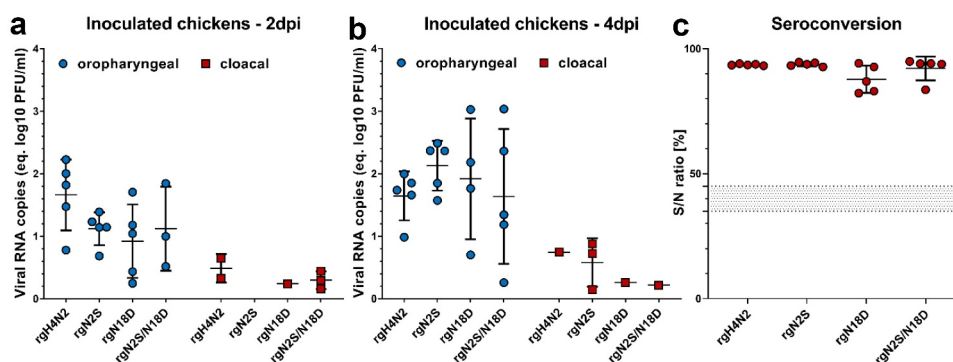 a Inoculated chickens - 2dpi
Viral RNA copies (eq. log10 PFU/ml)
4
3
2
1
0
oropharyngeal cloacal
rgH4N2 rgN2S rgN18D rgN2S/N18D rgH4N2 rgN2S rgN18D rgN2S/N18D
b Inoculated chickens - 4dpi
Viral RNA copies (eq. log10 PFU/ml)
4
3
2
1
0
oropharyngeal cloacal
rgH4N2 rgN2S rgN18D rgN2S/N18D rgH4N2 rgN2S rgN18D rgN2S/N18D
c Seroconversion
S/N ratio [%]
100
50
0
rgH4N2 rgN2S rgN18D rgN2S/N18D